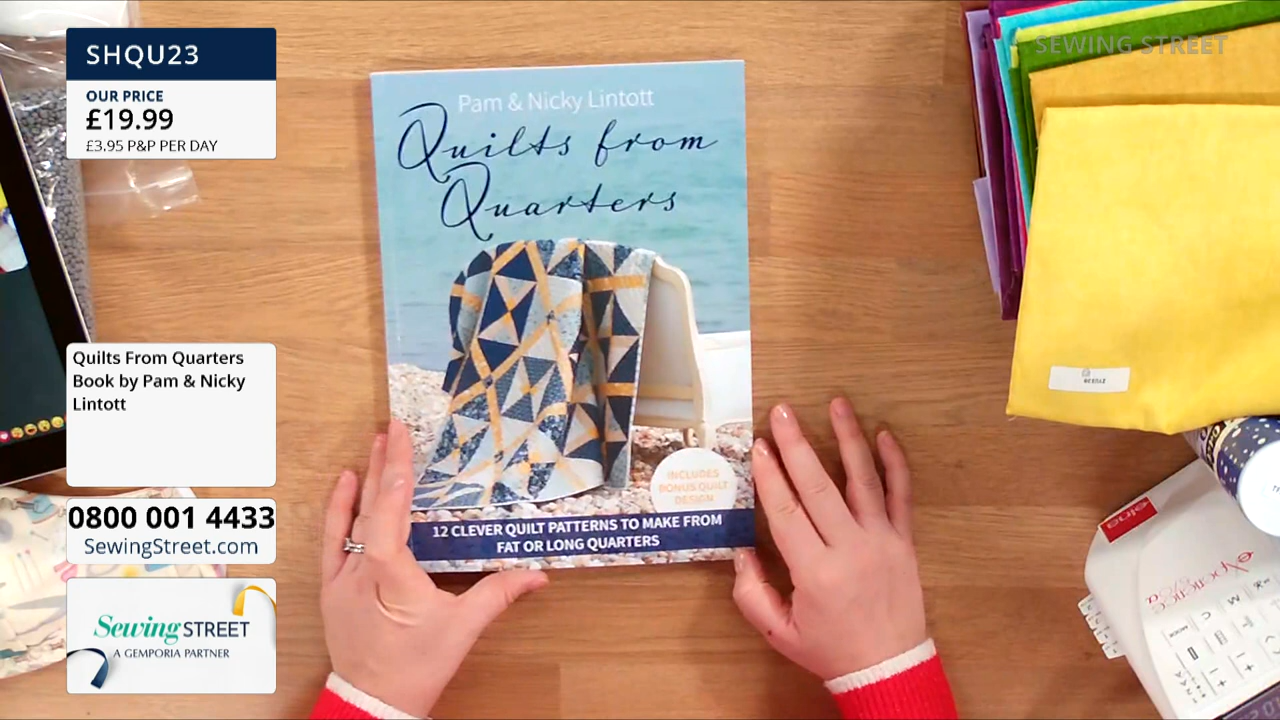 SHQU23
OUR PRICE
£19.99
£3.95 P&P PER DAY
Quilts From Quarters
Book by Pam & Nicky
Lintott
0800 001 4433
SewingStreet.com
Sewing STREET
A GEMPORIA PARTNER
Pam & Nicky Lintott
Quilts from
Quarters
INCLUDES
BONUS QUILT
DESIGN
12 CLEVER QUILT PATTERNS TO MAKE FROM
FAT OR LONG QUARTERS
SEWING STREET
elna